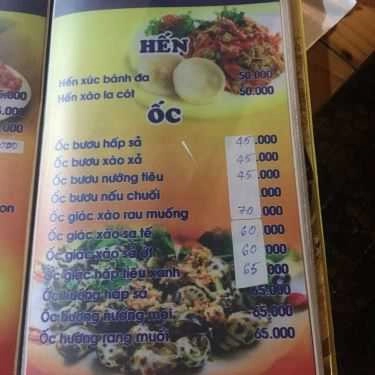 HẾN
Hến xúc bánh đa 50.000
Hến xào la cót 50.000
ỐC
Ốc bươu hấp sả 45.000
Ốc bươu xào xả 45.000
Ốc bươu nướng tiêu 45.000
Ốc bươu nấu chuối .000
Ốc giác xào rau muống 70.000
Ốc giác xào sa tế 60.000
Ốc giác xào sả ớt 60.000
Ốc giác hấp tiêu xanh 65.000
Ốc hương hấp sả 65.000
Ốc hương nướng mọi 65.000
Ốc hương rang muối 65.000